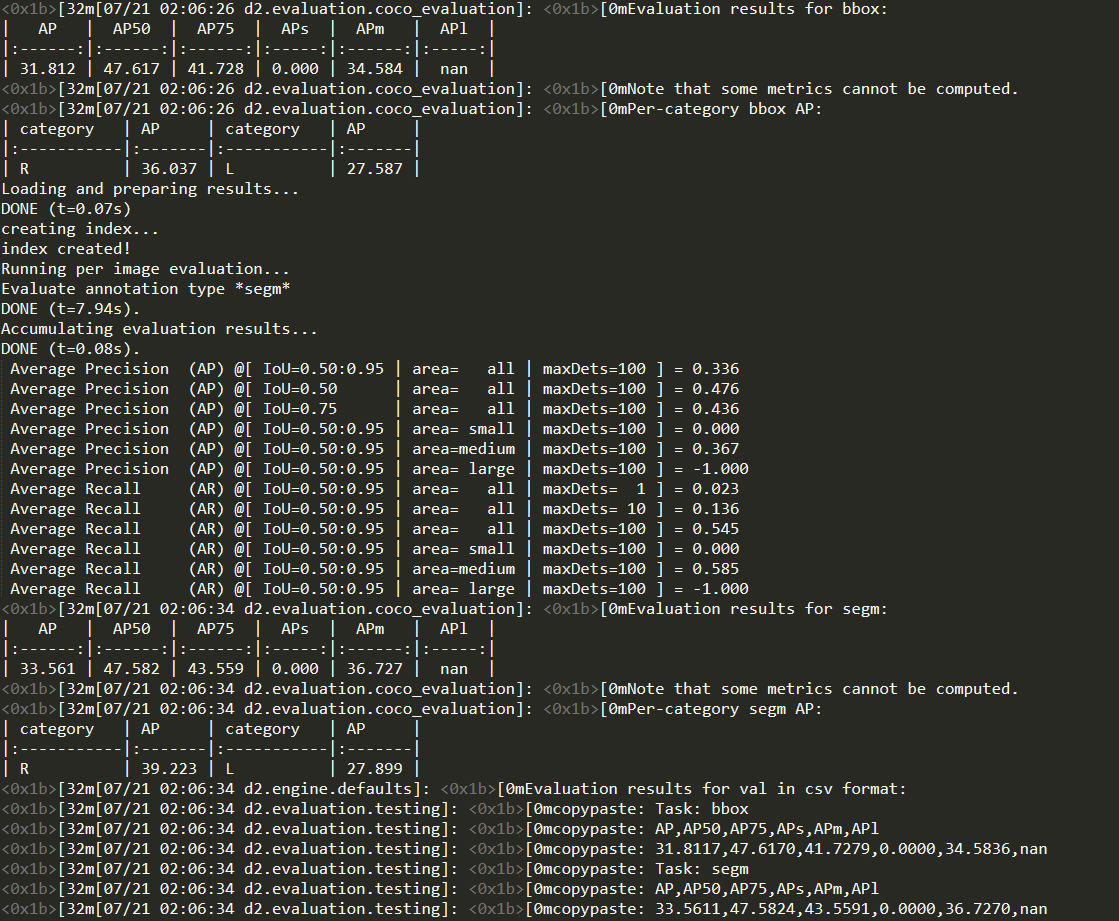 <0x1b>[32m[07/21 02:06:26 d2.evaluation.coco_evaluation]: <0x1b>[0mEvaluation results for bbox:
|   AP   |  AP50  |  AP75  |  APs  |  APm   |  APl  |
|:------:|:------:|:------:|:-----:|:------:|:-----:|
| 31.812 | 47.617 | 41.728 | 0.000 | 34.584 |  nan  |
<0x1b>[32m[07/21 02:06:26 d2.evaluation.coco_evaluation]: <0x1b>[0mNote that some metrics cannot be computed.
<0x1b>[32m[07/21 02:06:26 d2.evaluation.coco_evaluation]: <0x1b>[0mPer-category bbox AP:
| category   | AP     | category   | AP     |
|:-----------|:-------|:-----------|:-------|
| R          | 36.037 | L          | 27.587 |
Loading and preparing results...
DONE (t=0.07s)
creating index...
index created!
Running per image evaluation...
Evaluate annotation type *segm*
DONE (t=7.94s).
Accumulating evaluation results...
DONE (t=0.08s).
 Average Precision  (AP) @[ IoU=0.50:0.95 | area=   all | maxDets=100 ] = 0.336
 Average Precision  (AP) @[ IoU=0.50      | area=   all | maxDets=100 ] = 0.476
 Average Precision  (AP) @[ IoU=0.75      | area=   all | maxDets=100 ] = 0.436
 Average Precision  (AP) @[ IoU=0.50:0.95 | area= small | maxDets=100 ] = 0.000
 Average Precision  (AP) @[ IoU=0.50:0.95 | area=medium | maxDets=100 ] = 0.367
 Average Precision  (AP) @[ IoU=0.50:0.95 | area= large | maxDets=100 ] = -1.000
 Average Recall     (AR) @[ IoU=0.50:0.95 | area=   all | maxDets=  1 ] = 0.023
 Average Recall     (AR) @[ IoU=0.50:0.95 | area=   all | maxDets= 10 ] = 0.136
 Average Recall     (AR) @[ IoU=0.50:0.95 | area=   all | maxDets=100 ] = 0.545
 Average Recall     (AR) @[ IoU=0.50:0.95 | area= small | maxDets=100 ] = 0.000
 Average Recall     (AR) @[ IoU=0.50:0.95 | area=medium | maxDets=100 ] = 0.585
 Average Recall     (AR) @[ IoU=0.50:0.95 | area= large | maxDets=100 ] = -1.000
<0x1b>[32m[07/21 02:06:34 d2.evaluation.coco_evaluation]: <0x1b>[0mEvaluation results for segm:
|   AP   |  AP50  |  AP75  |  APs  |  APm   |  APl  |
|:------:|:------:|:------:|:-----:|:------:|:-----:|
| 33.561 | 47.582 | 43.559 | 0.000 | 36.727 |  nan  |
<0x1b>[32m[07/21 02:06:34 d2.evaluation.coco_evaluation]: <0x1b>[0mNote that some metrics cannot be computed.
<0x1b>[32m[07/21 02:06:34 d2.evaluation.coco_evaluation]: <0x1b>[0mPer-category segm AP:
| category   | AP     | category   | AP     |
|:-----------|:-------|:-----------|:-------|
| R          | 39.223 | L          | 27.899 |
<0x1b>[32m[07/21 02:06:34 d2.engine.defaults]: <0x1b>[0mEvaluation results for val in csv format:
<0x1b>[32m[07/21 02:06:34 d2.evaluation.testing]: <0x1b>[0mcopypaste: Task: bbox
<0x1b>[32m[07/21 02:06:34 d2.evaluation.testing]: <0x1b>[0mcopypaste: AP,AP50,AP75,APs,APm,APl
<0x1b>[32m[07/21 02:06:34 d2.evaluation.testing]: <0x1b>[0mcopypaste: 31.8117,47.6170,41.7279,0.0000,34.5836,nan
<0x1b>[32m[07/21 02:06:34 d2.evaluation.testing]: <0x1b>[0mcopypaste: Task: segm
<0x1b>[32m[07/21 02:06:34 d2.evaluation.testing]: <0x1b>[0mcopypaste: AP,AP50,AP75,APs,APm,APl
<0x1b>[32m[07/21 02:06:34 d2.evaluation.testing]: <0x1b>[0mcopypaste: 33.5611,47.5824,43.5591,0.0000,36.7270,nan